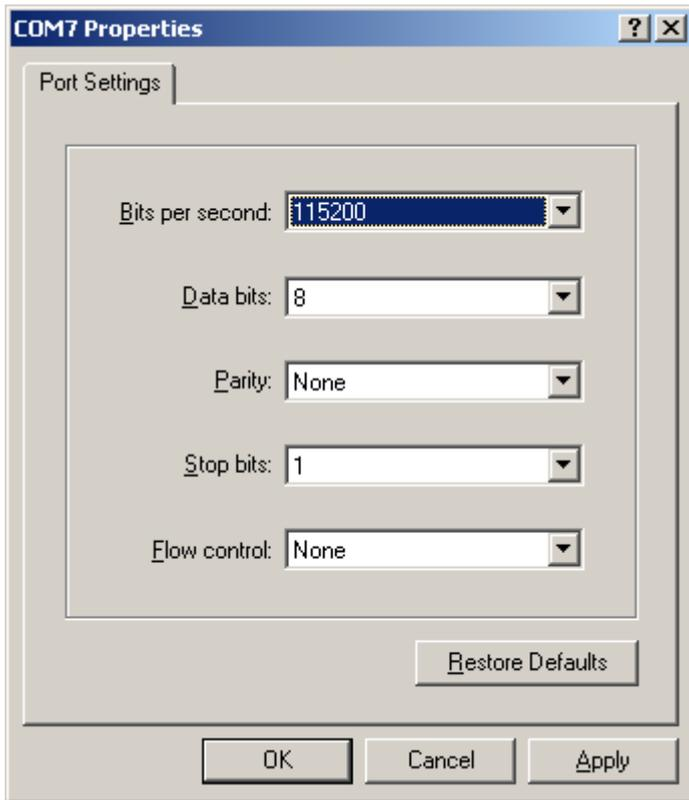 COM7 Properties
Port Settings
Bits per second: 115200
Data bits: 8
Parity: None
Stop bits: 1
Flow control: None
Restore Defaults
OK Cancel Apply